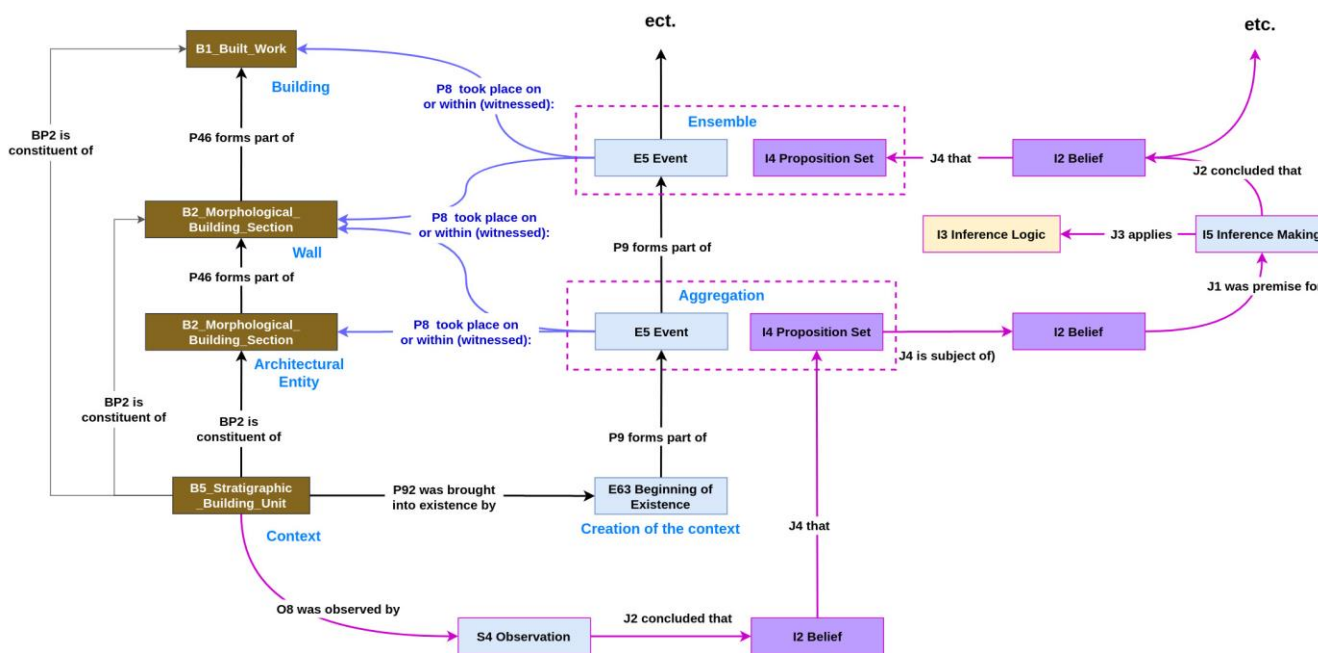 ect.
etc.
B1_Built_Work
Building
P8 took place on
or within (witnessed):
Ensemble
BP2 is
constituent of
P46 forms part of
E5 Event
I4 Proposition Set
J4 that
I2 Belief
J2 concluded that
B2_Morphological_
Building_Section
Wall
P8 took place on
or within (witnessed):
I3 Inference Logic
J3 applies
I5 Inference Making
P9 forms part of
P46 forms part of
Aggregation
J1 was premise for
B2_Morphological_
Building_Section
P8 took place on
or within (witnessed):
E5 Event
I4 Proposition Set
I2 Belief
J4 is subject of)
Architectural
Entity
BP2 is
constituent of
BP2 is
constituent of
P9 forms part of
B5_Stratigraphic
_Building_Unit
P92 was brought
into existence by
E63 Beginning of
Existence
Context
Creation of the context
J4 that
O8 was observed by
S4 Observation
J2 concluded that
I2 Belief